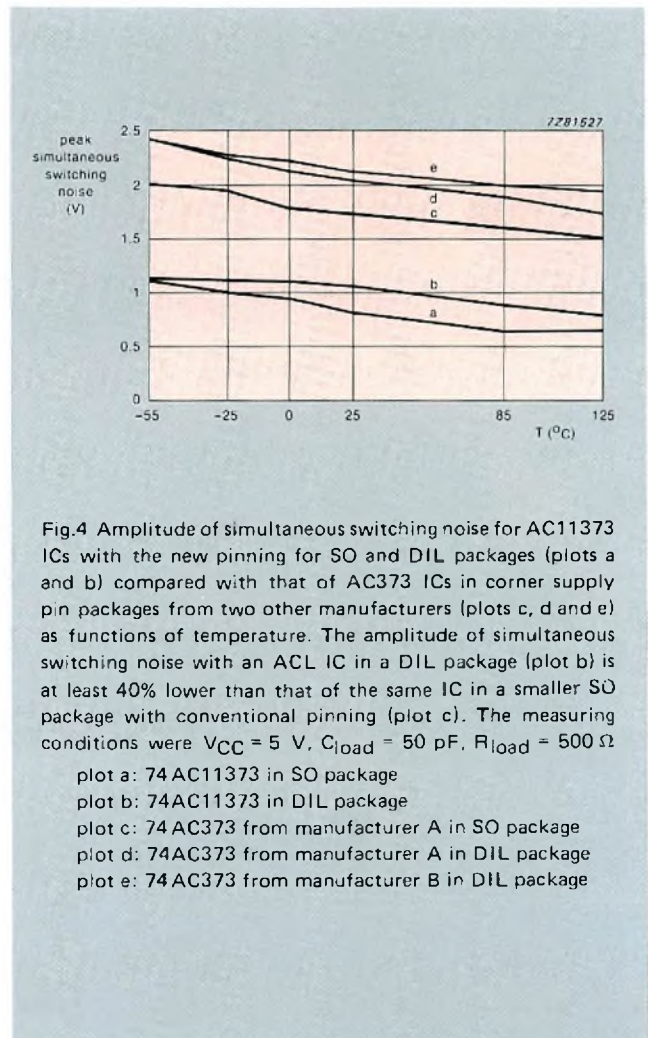 7Z81527
peak
simultaneous
switching
noise
(V)
2.5
2
1.5
1
0.5
0
e
d
c
b
a
-55
-25
0
25
85
125
T (°C)
Fig.4 Amplitude of simultaneous switching noise for AC11373
ICs with the new pinning for SO and DIL packages (plots a
and b) compared with that of AC373 ICs in corner supply
pin packages from two other manufacturers (plots c, d and e)
as functions of temperature. The amplitude of simultaneous
switching noise with an ACL IC in a DIL package (plot b) is
at least 40% lower than that of the same IC in a smaller SO
package with conventional pinning (plot c). The measuring
conditions were VCC = 5 V, Cload = 50 pF, Rload = 500 Ω
plot a: 74AC11373 in SO package
plot b: 74AC11373 in DIL package
plot c: 74AC373 from manufacturer A in SO package
plot d: 74AC373 from manufacturer A in DIL package
plot e: 74AC373 from manufacturer B in DIL package